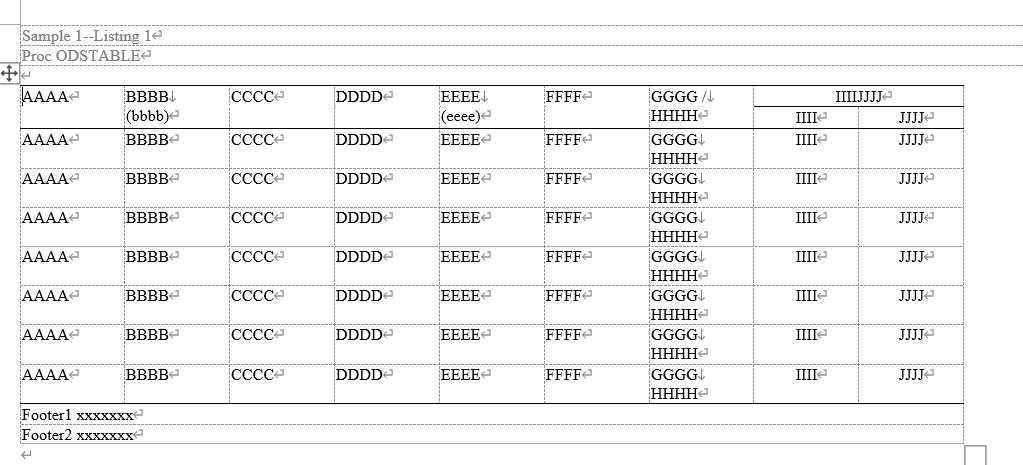 Sample 1--Listing 1
Proc ODSTABLE
AAAA BBBB CCCC DDDD EEEE FFFF GGGG / IIIIJJJJ
(bbbb) (eeee) HHHH IIII JJJJ
AAAA BBBB CCCC DDDD EEEE FFFF GGGG IIII JJJJ
HHHH
AAAA BBBB CCCC DDDD EEEE FFFF GGGG IIII JJJJ
HHHH
AAAA BBBB CCCC DDDD EEEE FFFF GGGG IIII JJJJ
HHHH
AAAA BBBB CCCC DDDD EEEE FFFF GGGG IIII JJJJ
HHHH
AAAA BBBB CCCC DDDD EEEE FFFF GGGG IIII JJJJ
HHHH
AAAA BBBB CCCC DDDD EEEE FFFF GGGG IIII JJJJ
HHHH
AAAA BBBB CCCC DDDD EEEE FFFF GGGG IIII JJJJ
HHHH
Footer1 xxxxxxx
Footer2 xxxxxxx